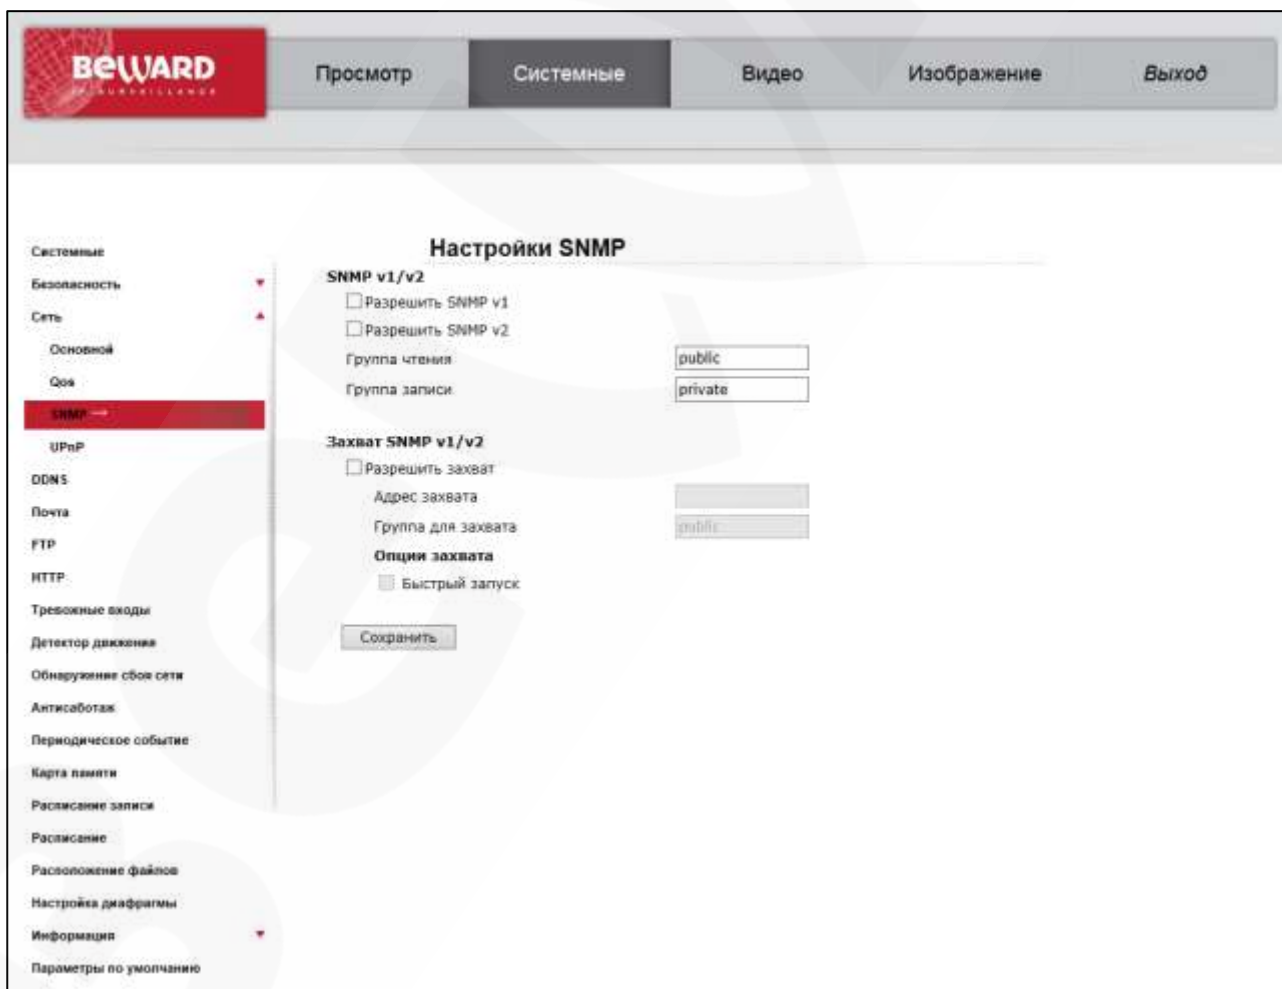 BEWARD
IP SURVEILLANCE
Просмотр
Системные
Видео
Изображение
Выход
Системные
Безопасность
Сеть
Основной
Qos
SNMP →
UPnP
DDNS
Почта
FTP
HTTP
Тревожные входы
Детектор движения
Обнаружение сбоя сети
Антисаботаж
Периодическое событие
Карта памяти
Расписание записи
Расписание
Расположение файлов
Настройка диафрагмы
Информация
Параметры по умолчанию
Настройки SNMP
SNMP v1/v2
Разрешить SNMP v1
Разрешить SNMP v2
Группа чтения public
Группа записи private
Захват SNMP v1/v2
Разрешить захват
Адрес захвата
Группа для захвата public
Опции захвата
Быстрый запуск
Сохранить